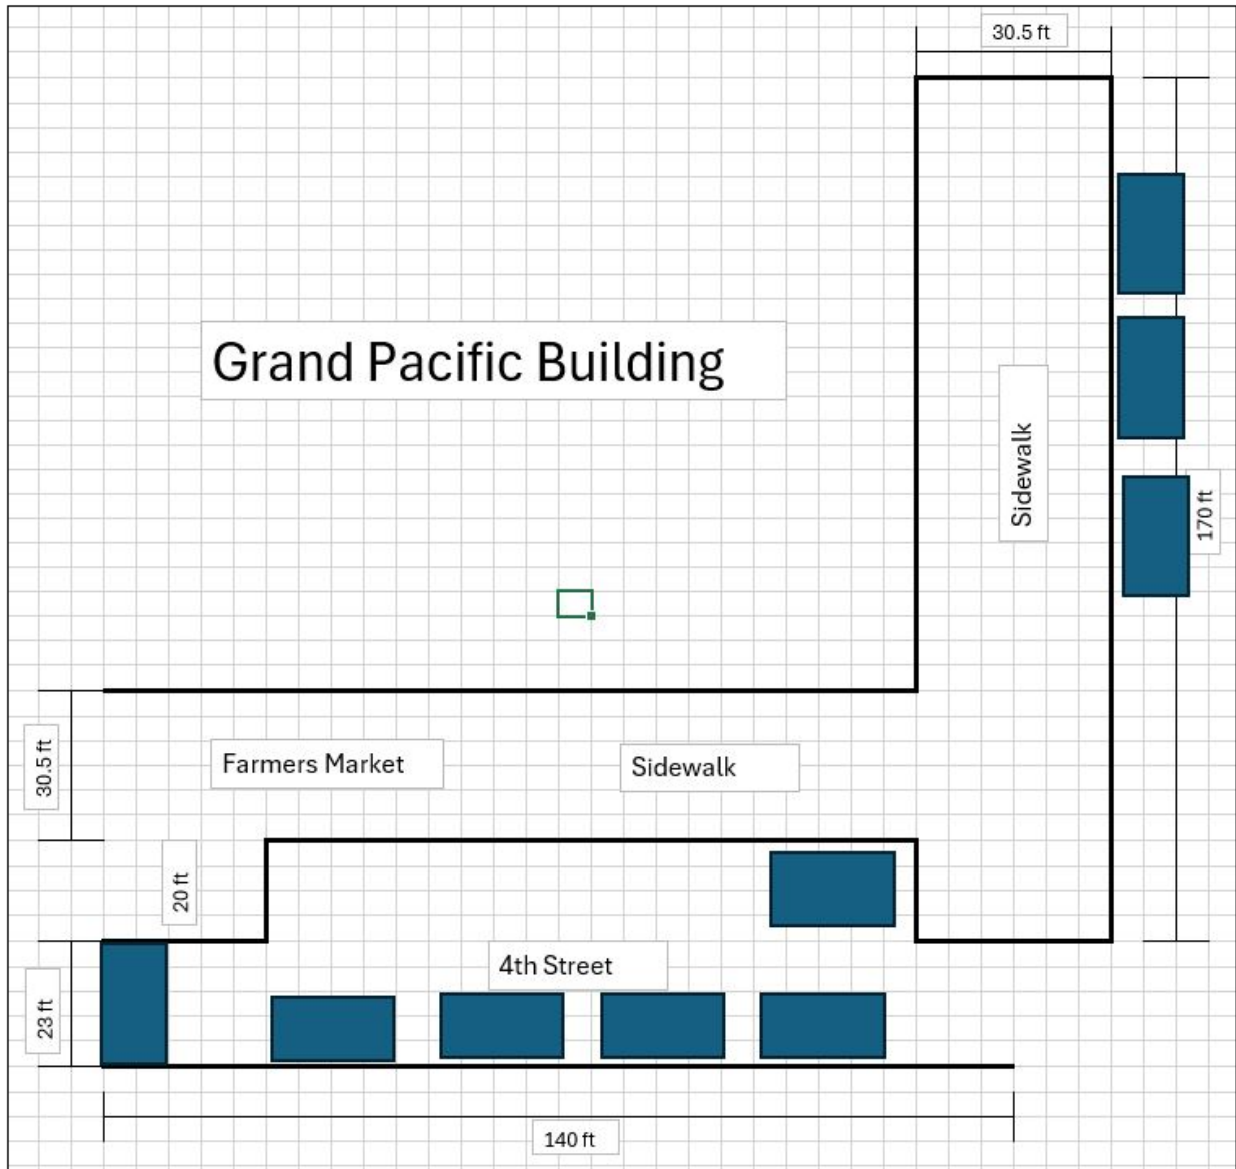 30.5 ft
Grand Pacific Building
Sidewalk
170 ft
30.5 ft
Farmers Market
Sidewalk
20 ft
4th Street
23 ft
140 ft